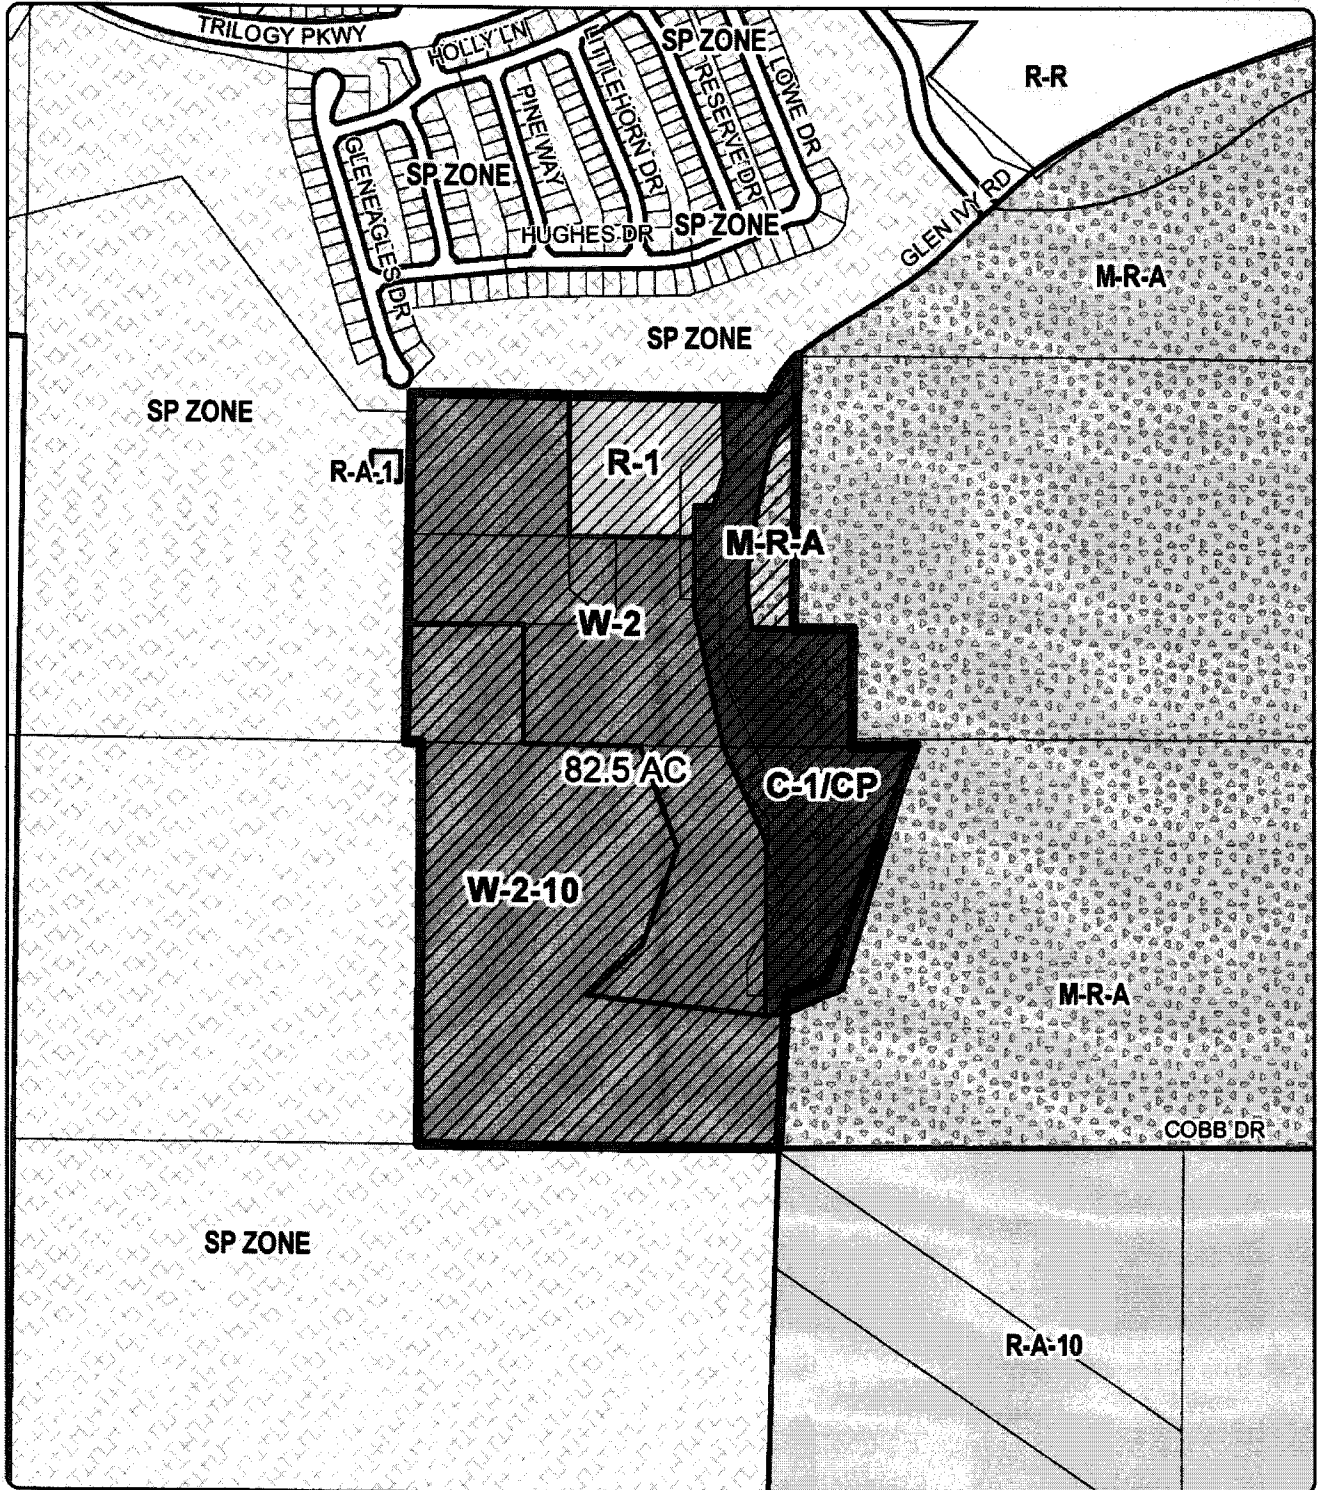 TRILOGY PKWY
HOLLY LN
LITTLEHORN DR
SP ZONE
RESERVE DR
LOWE DR
R-R
PINE WAY
GLENEAGLES DR
SP ZONE
HUGHES DR
SP ZONE
GLEN IVY RD
M-R-A
SP ZONE
SP ZONE
R-A-1
R-1
M-R-A
W-2
82.5 AC
C-1/CP
W-2-10
M-R-A
COBB DR
SP ZONE
R-A-10